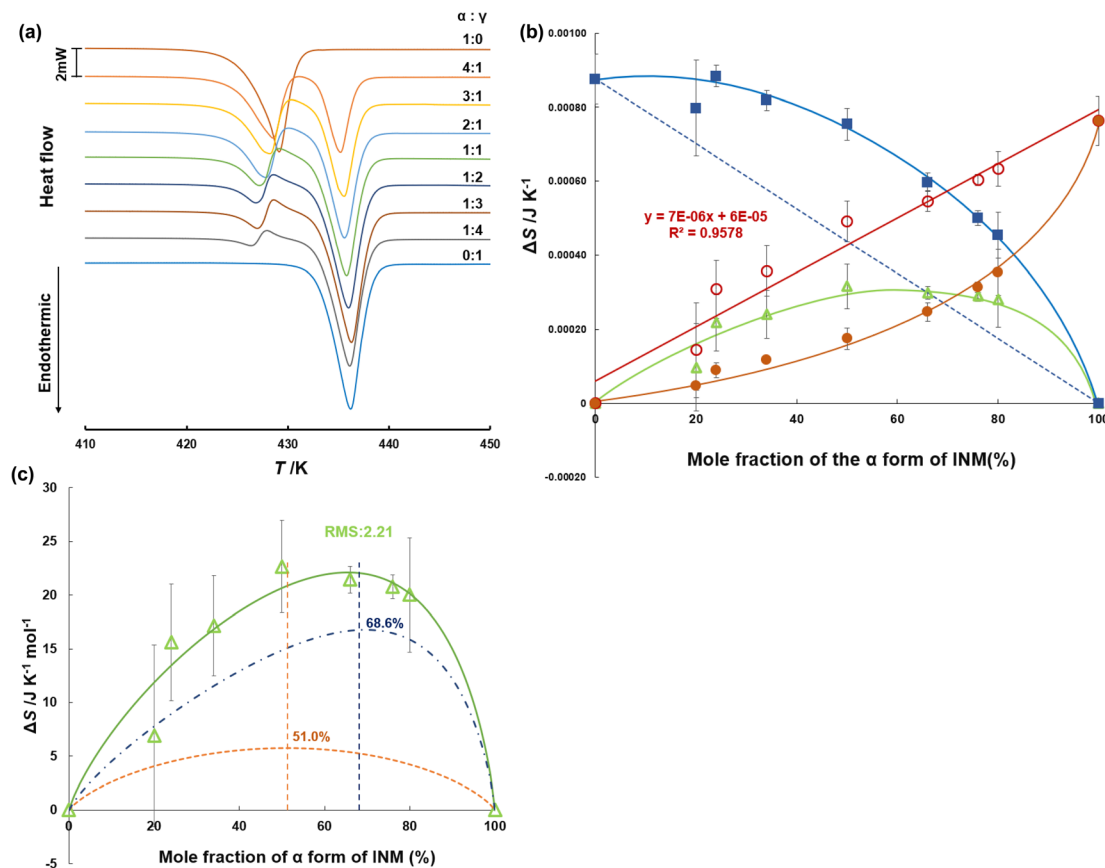 (a)
α : γ
1:0
4:1
3:1
2:1
1:1
1:2
1:3
1:4
0:1
2mW
Heat flow
Endothermic
410
420
430
440
450
T /K
(b)
0.00100
0.00080
0.00060
0.00040
0.00020
0
-0.00020
ΔS/J K⁻¹
y = 7E-06x + 6E-05
R² = 0.9578
0
20
40
60
80
100
Mole fraction of the α form of INM(%)
(c)
30
25
20
15
10
5
0
-5
ΔS /J K⁻¹ mol⁻¹
RMS:2.21
68.6%
51.0%
0
20
40
60
80
100
Mole fraction of α form of INM (%)